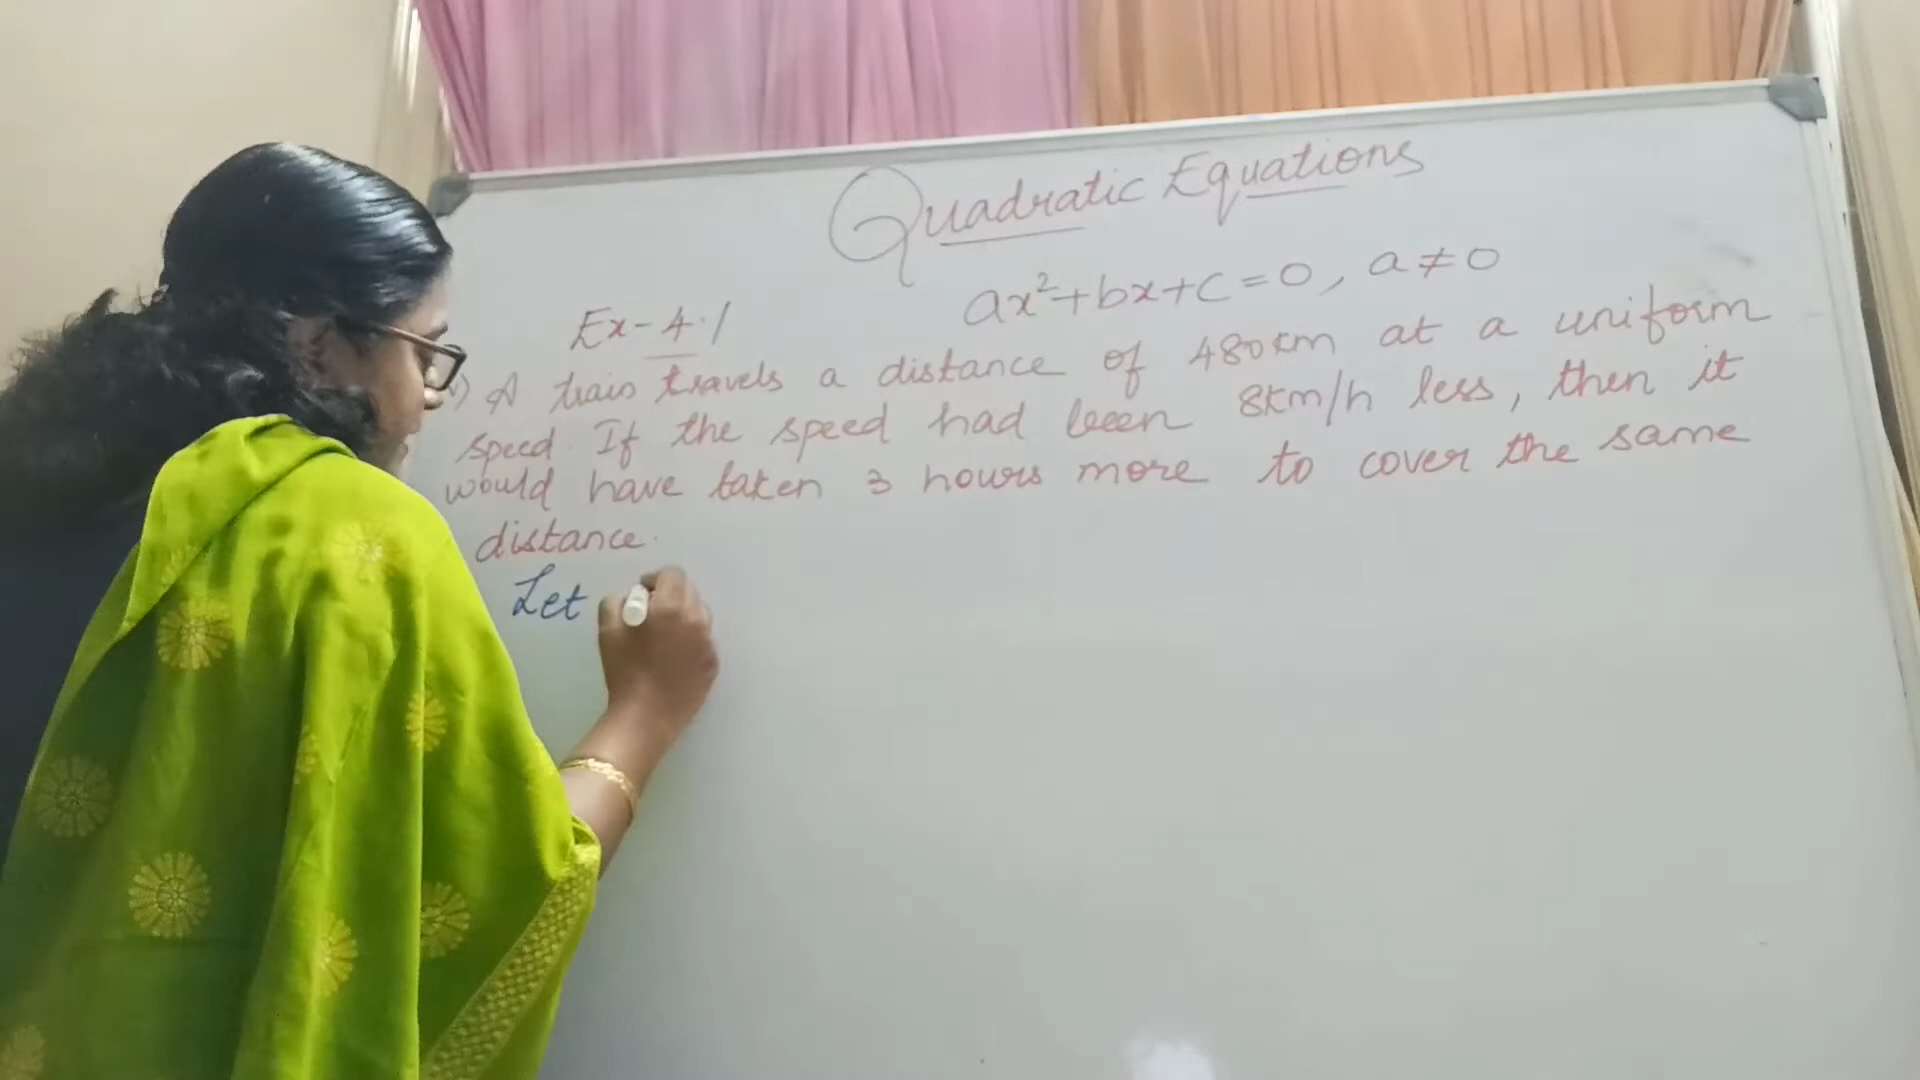 Quadratic Equations
ax²+bx+c=0, a≠0
Ex-4.1
A train travels a distance of 480km at a uniform
speed. If the speed had been 8km/h less, then it
would have taken 3 hours more to cover the same
distance.
Let